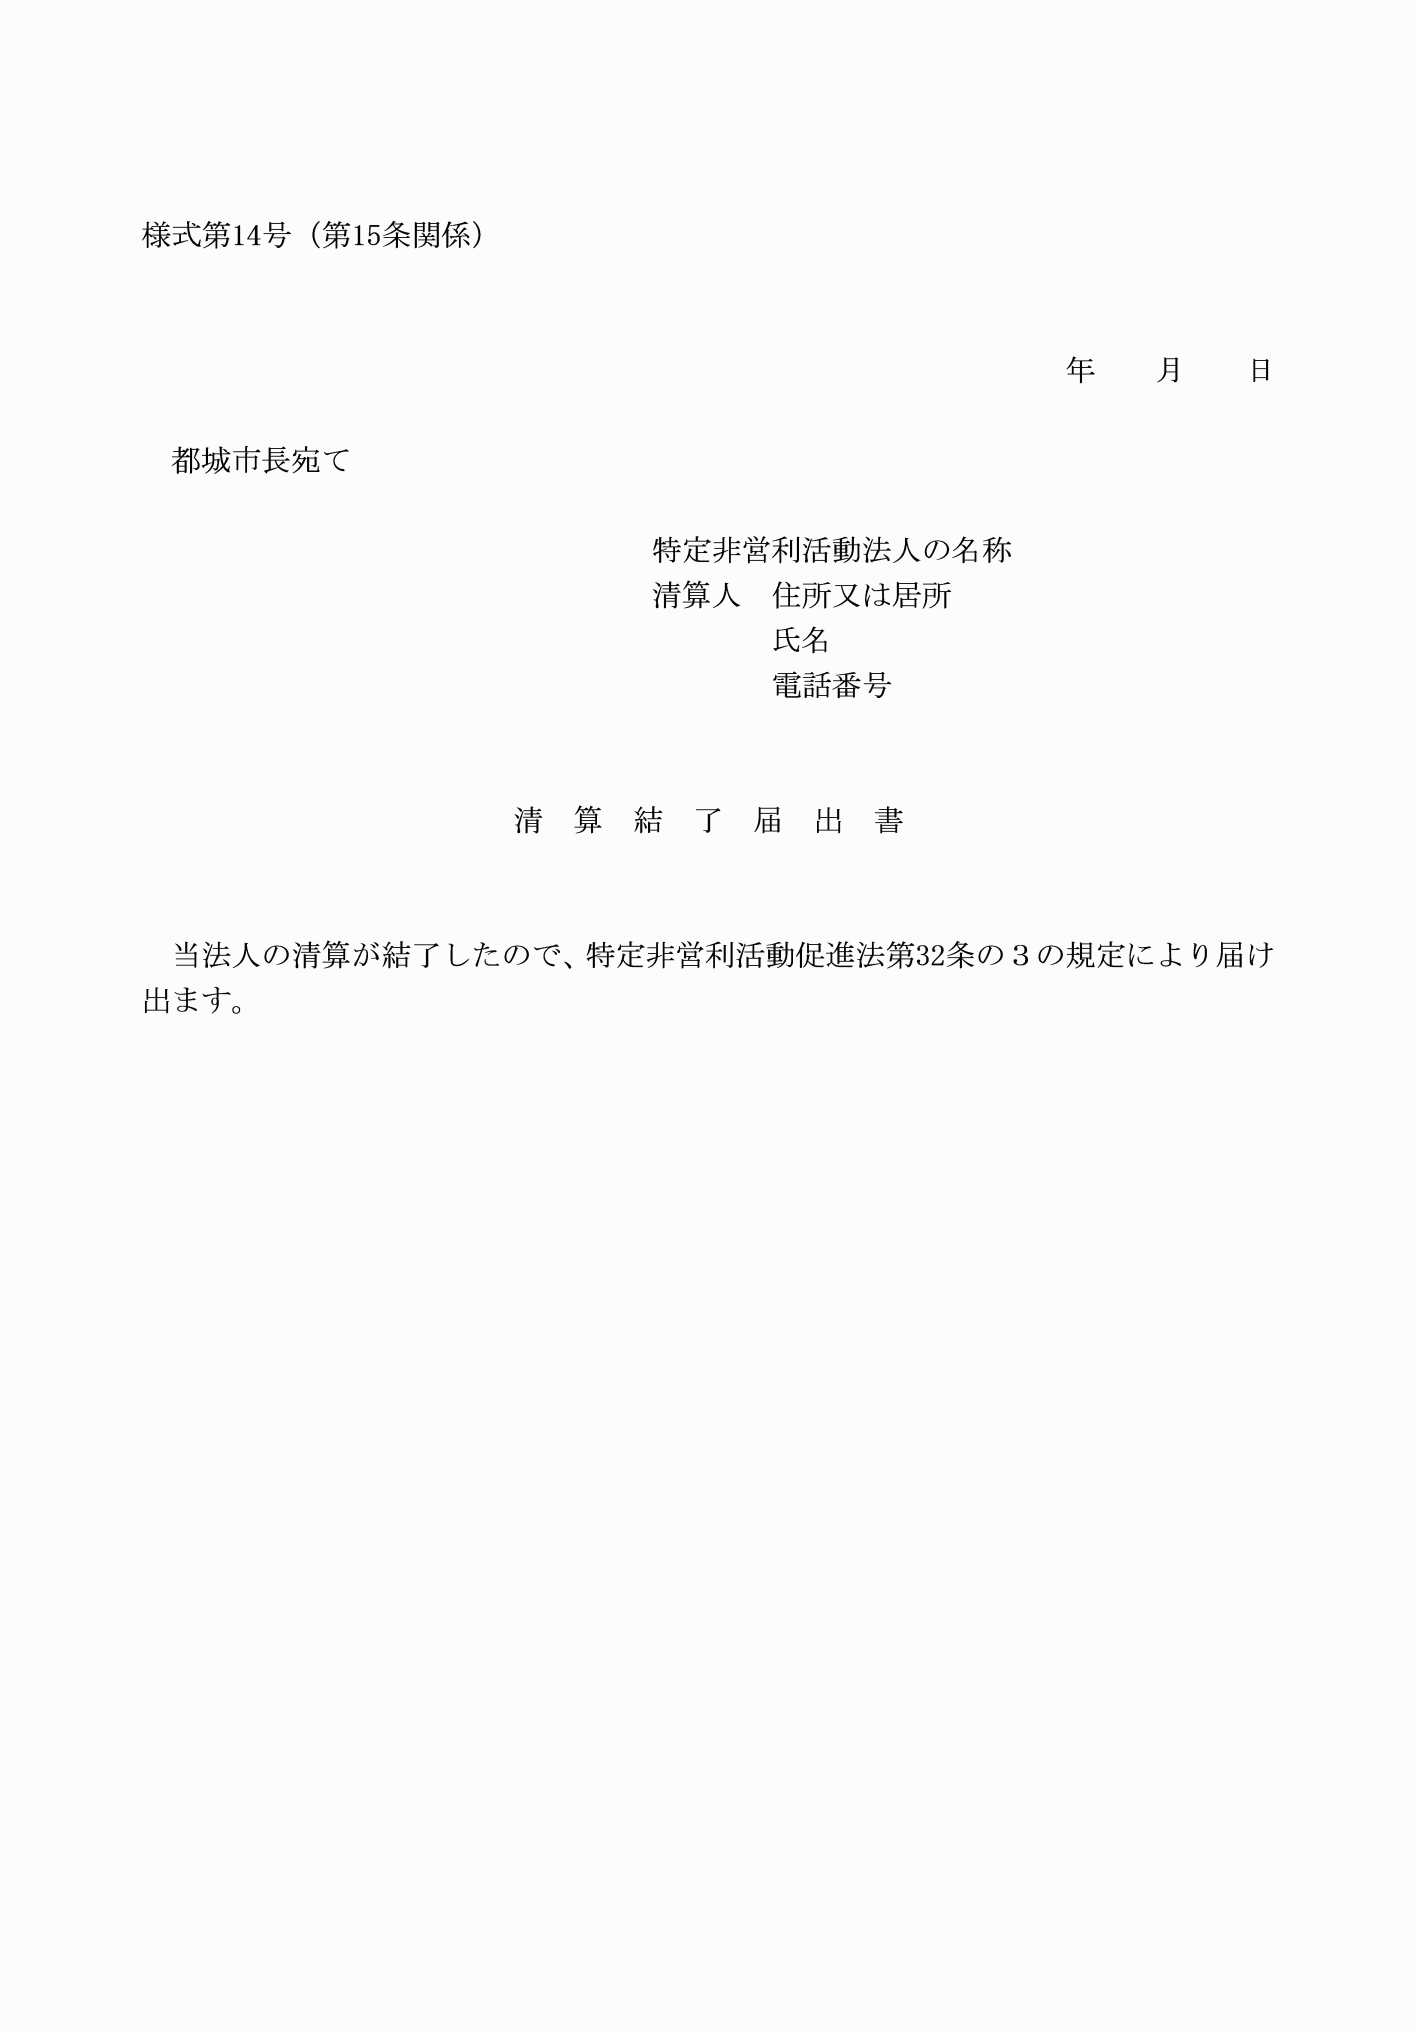 様式第14号（第15条関係）
年　　月　　日
都城市長宛て
特定非営利活動法人の名称
清算人　住所又は居所
氏名
電話番号
清　算　結　了　届　出　書
当法人の清算が結了したので、特定非営利活動促進法第32条の３の規定により届け
出ます。